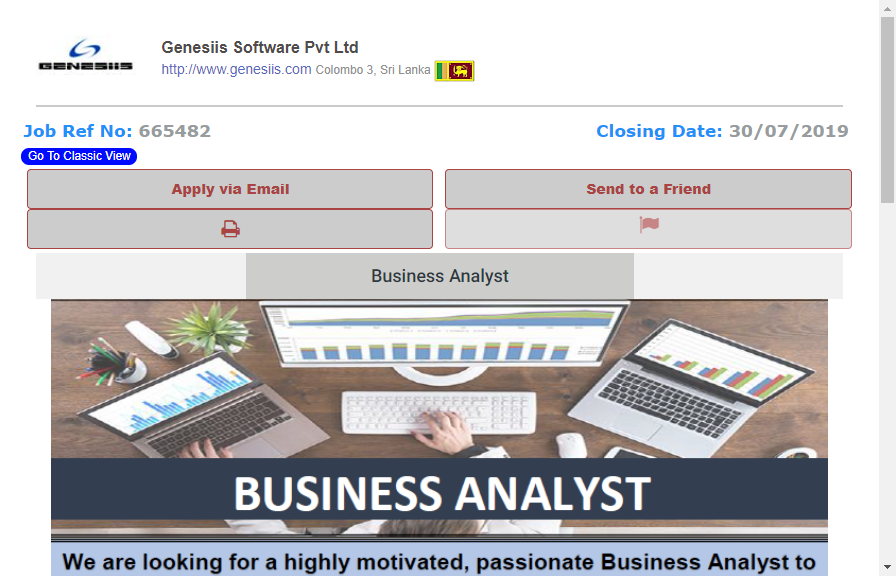 GENESIIS
Genesiis Software Pvt Ltd
http://www.genesiis.com Colombo 3, Sri Lanka
Job Ref No: 665482
Closing Date: 30/07/2019
Go To Classic View
Apply via Email
Send to a Friend
Business Analyst
BUSINESS ANALYST
We are looking for a highly motivated, passionate Business Analyst to